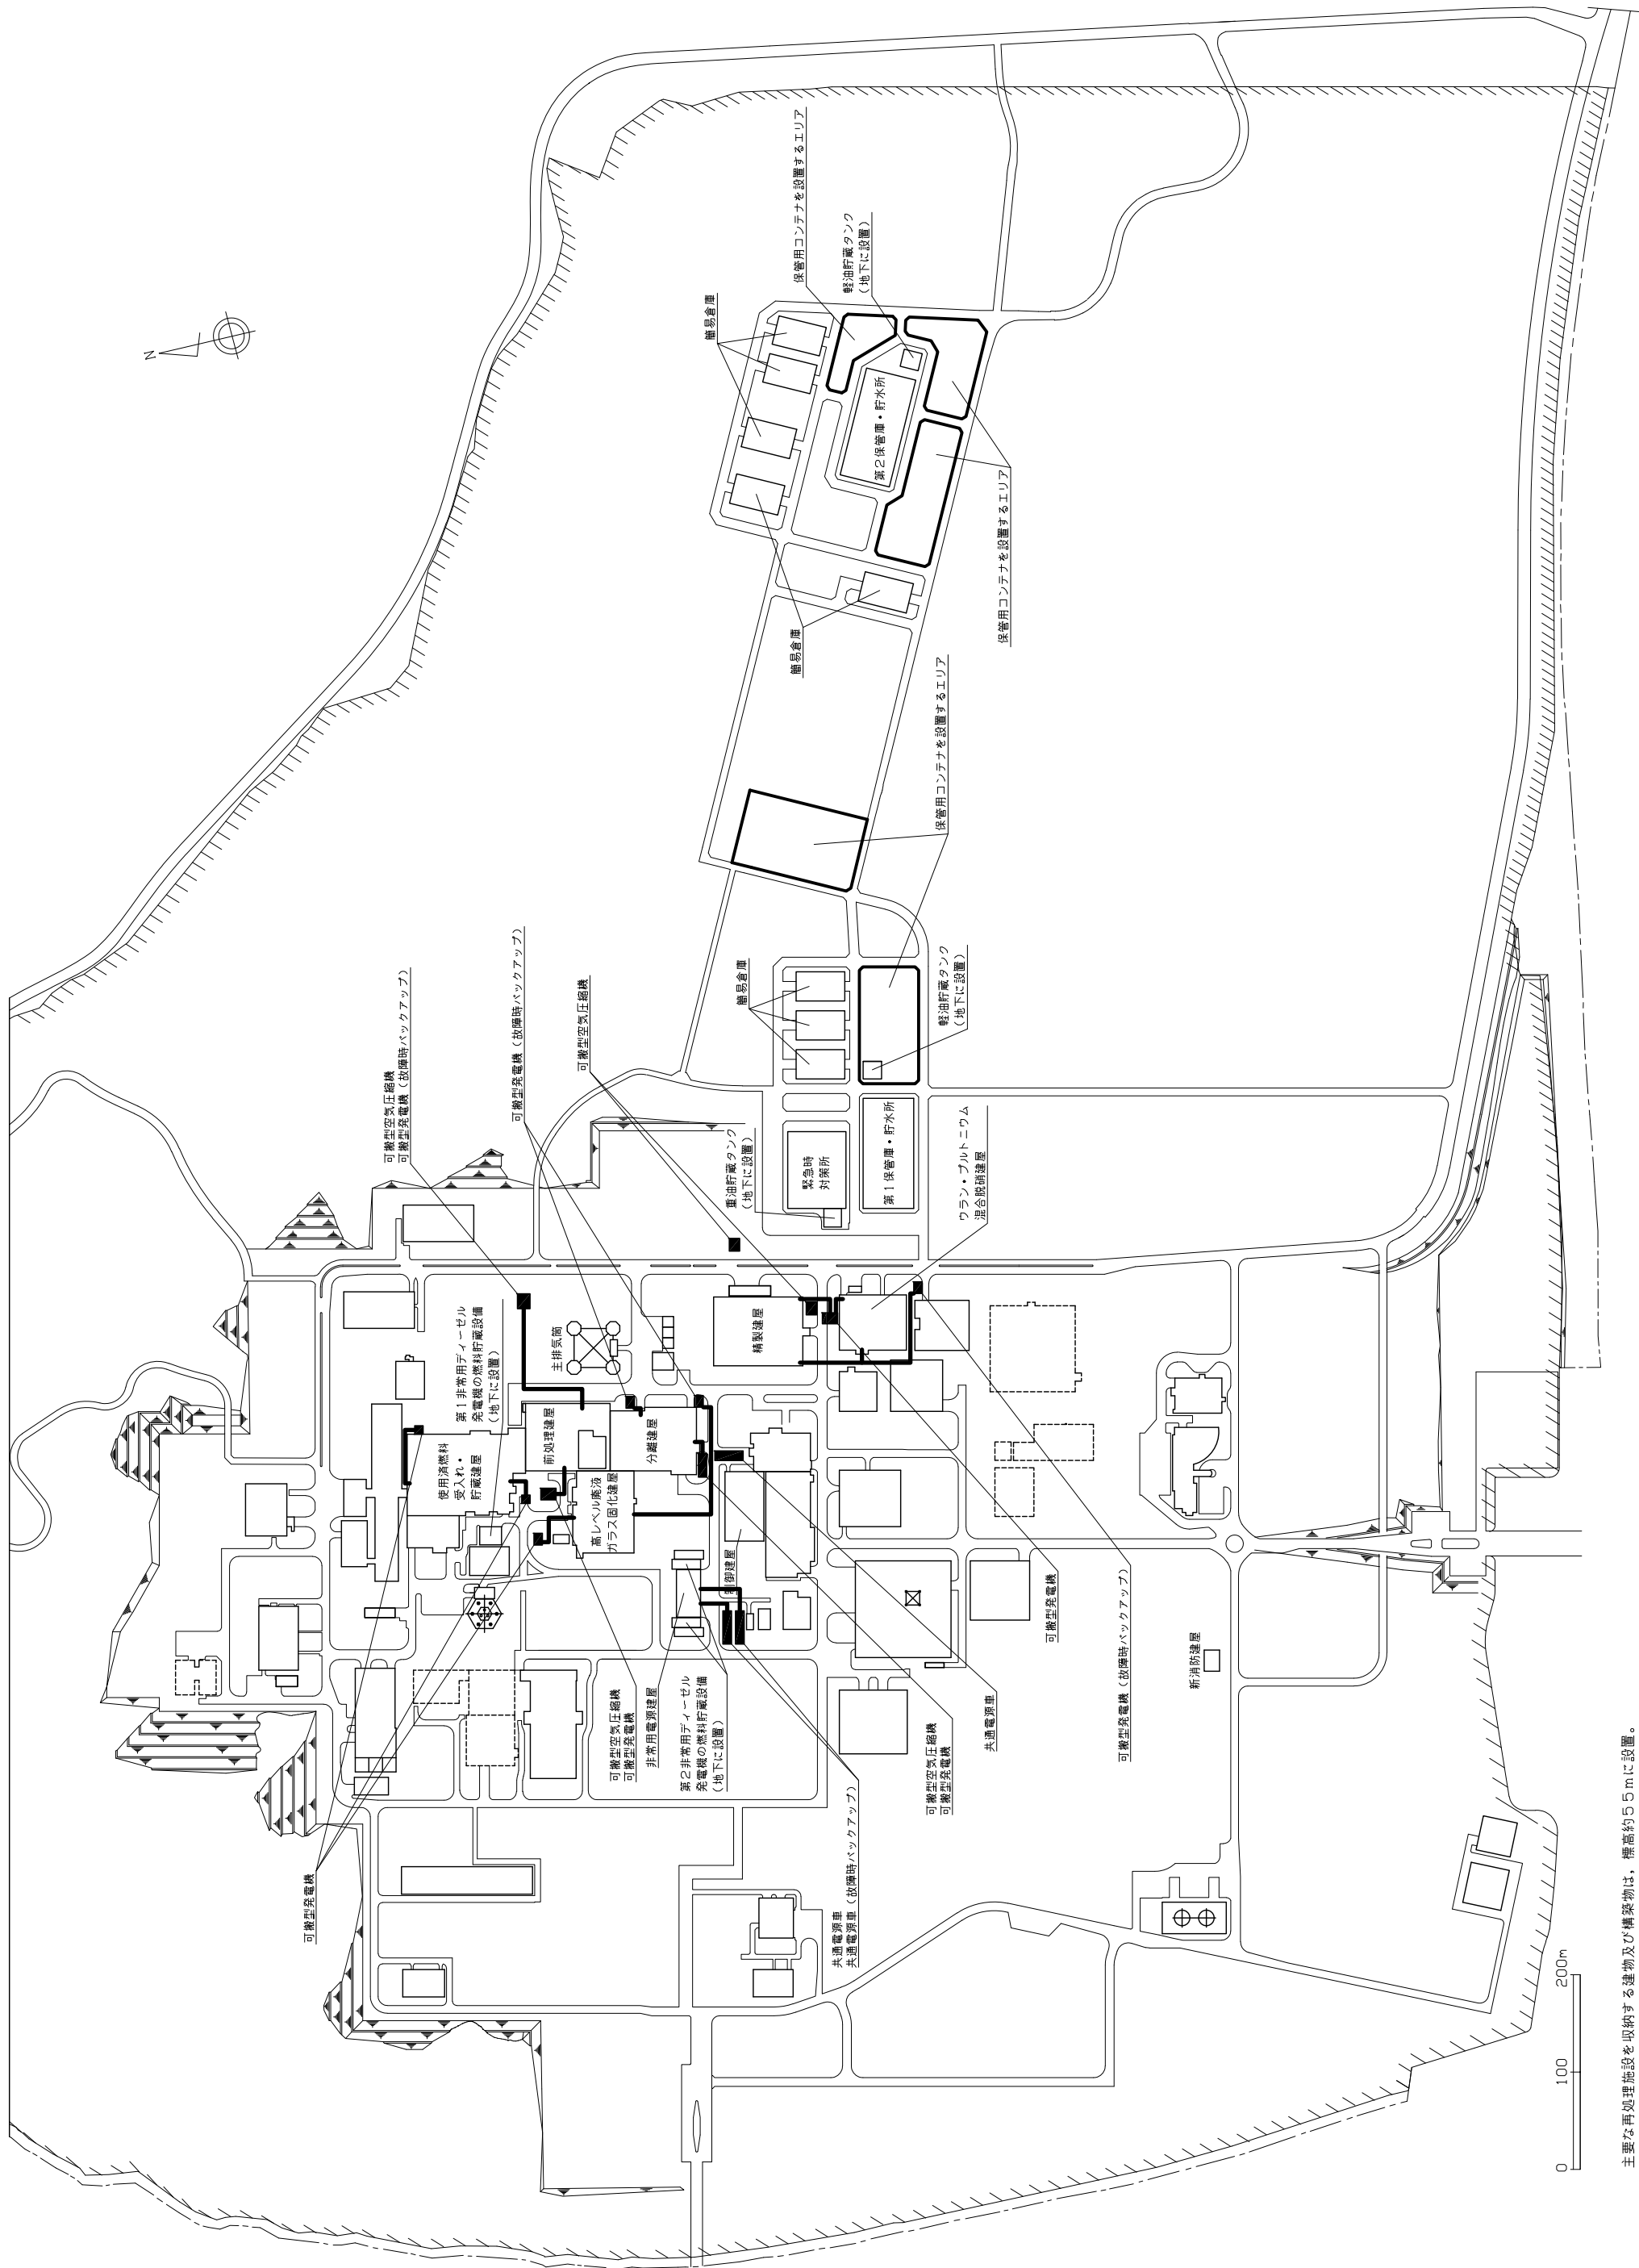 N
簡易倉庫
保管用コンテナを設置するエリア
軽油貯蔵タンク
(地下に設置)
第2保管庫・貯水所
保管用コンテナを設置するエリア
簡易倉庫
保管用コンテナを設置するエリア
可搬型空気圧縮機
可搬型発電機(故障時バックアップ)
可搬型発電機(故障時バックアップ)
可搬型空気圧縮機
簡易倉庫
軽油貯蔵タンク
(地下に設置)
重油貯蔵タンク
(地下に設置)
緊急時
対策所
第1保管庫・貯水所
ウラン・プルトニウム
混合脱硝建屋
第1非常用ディーゼル
発電機の燃料貯蔵設備
(地下に設置)
主排気筒
精製建屋
使用済燃料
受入れ・
貯蔵建屋
前処理建屋
分離建屋
高レベル廃液
ガラス固化建屋
制御建屋
可搬型空気圧縮機
可搬型発電機
非常用電源建屋
第2非常用ディーゼル
発電機の燃料貯蔵設備
(地下に設置)
可搬型発電機
共通電源車
共通電源車(故障時バックアップ)
可搬型空気圧縮機
可搬型発電機
共通電源車
可搬型発電機
可搬型発電機(故障時バックアップ)
新消防建屋
0 100 200m
主要な再処理施設を収納する建物及び構築物は,標高約55mに設置。